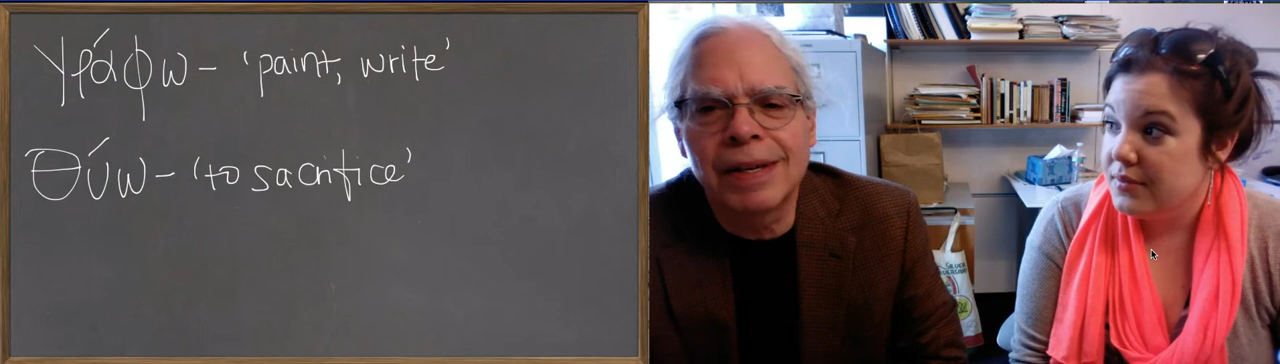 γράφω – 'paint, write'
θύω – 'to sacrifice'